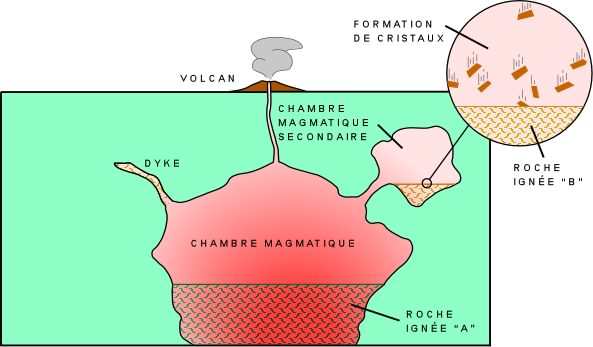 FORMATION
DE CRISTAUX
VOLCAN
CHAMBRE
MAGMATIQUE
SECONDAIRE
DYKE
ROCHE
IGNÉE "B"
CHAMBRE MAGMATIQUE
ROCHE
IGNÉE "A"